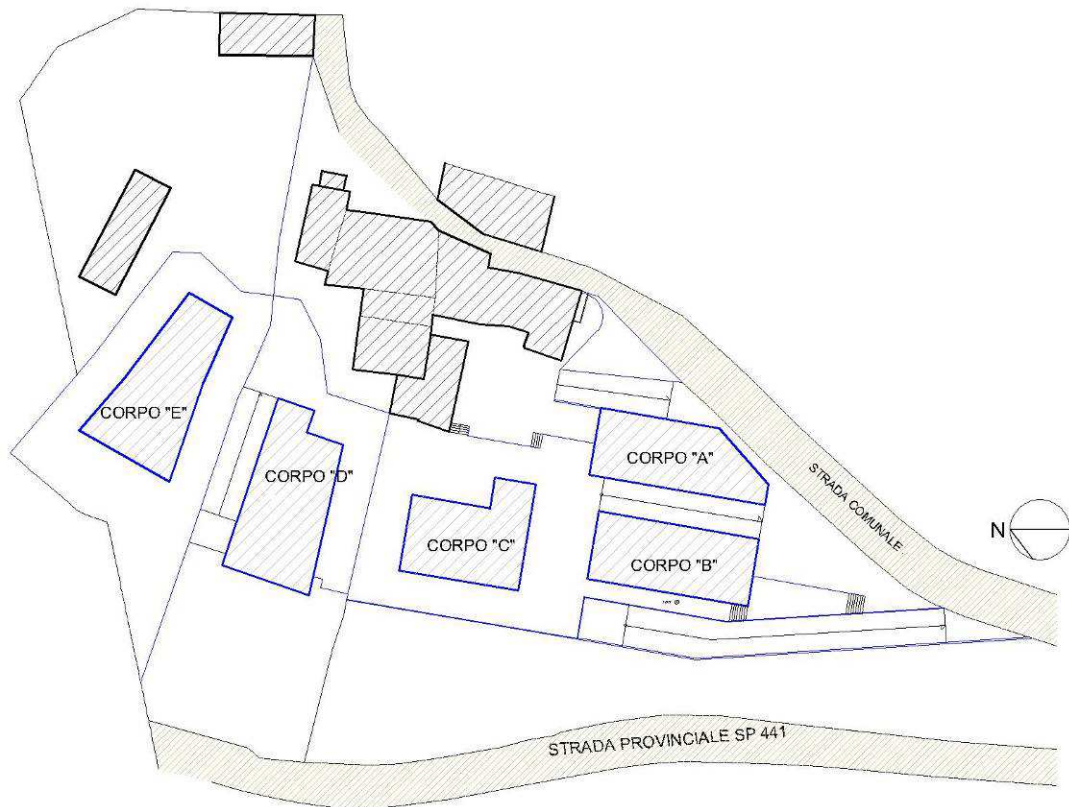 CORPO "E"
CORPO "D"
CORPO "A"
CORPO "C"
CORPO "B"
STRADA COMUNALE
N
STRADA PROVINCIALE SP 441